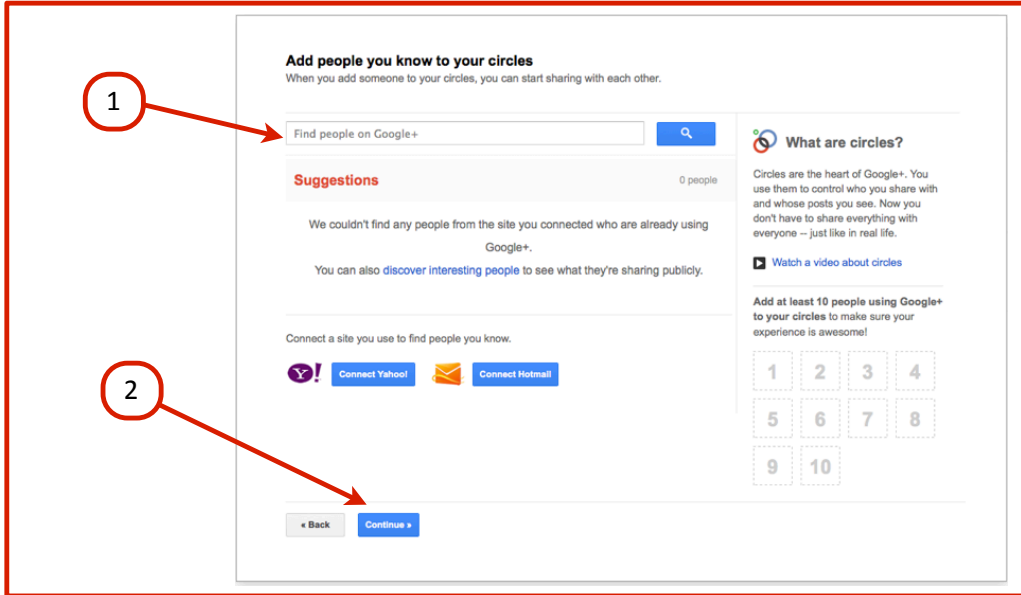 Add people you know to your circles
When you add someone to your circles, you can start sharing with each other.
1
Find people on Google+
Suggestions
0 people
We couldn't find any people from the site you connected who are already using
Google+.
You can also discover interesting people to see what they're sharing publicly.
Connect a site you use to find people you know.
Y!
Connect Yahoo!
Connect Hotmail
2
« Back
Continue »
What are circles?
Circles are the heart of Google+. You
use them to control who you share with
and whose posts you see. Now you
don't have to share everything with
everyone -- just like in real life.
Watch a video about circles
Add at least 10 people using Google+
to your circles to make sure your
experience is awesome!
1 2 3 4
5 6 7 8
9 10